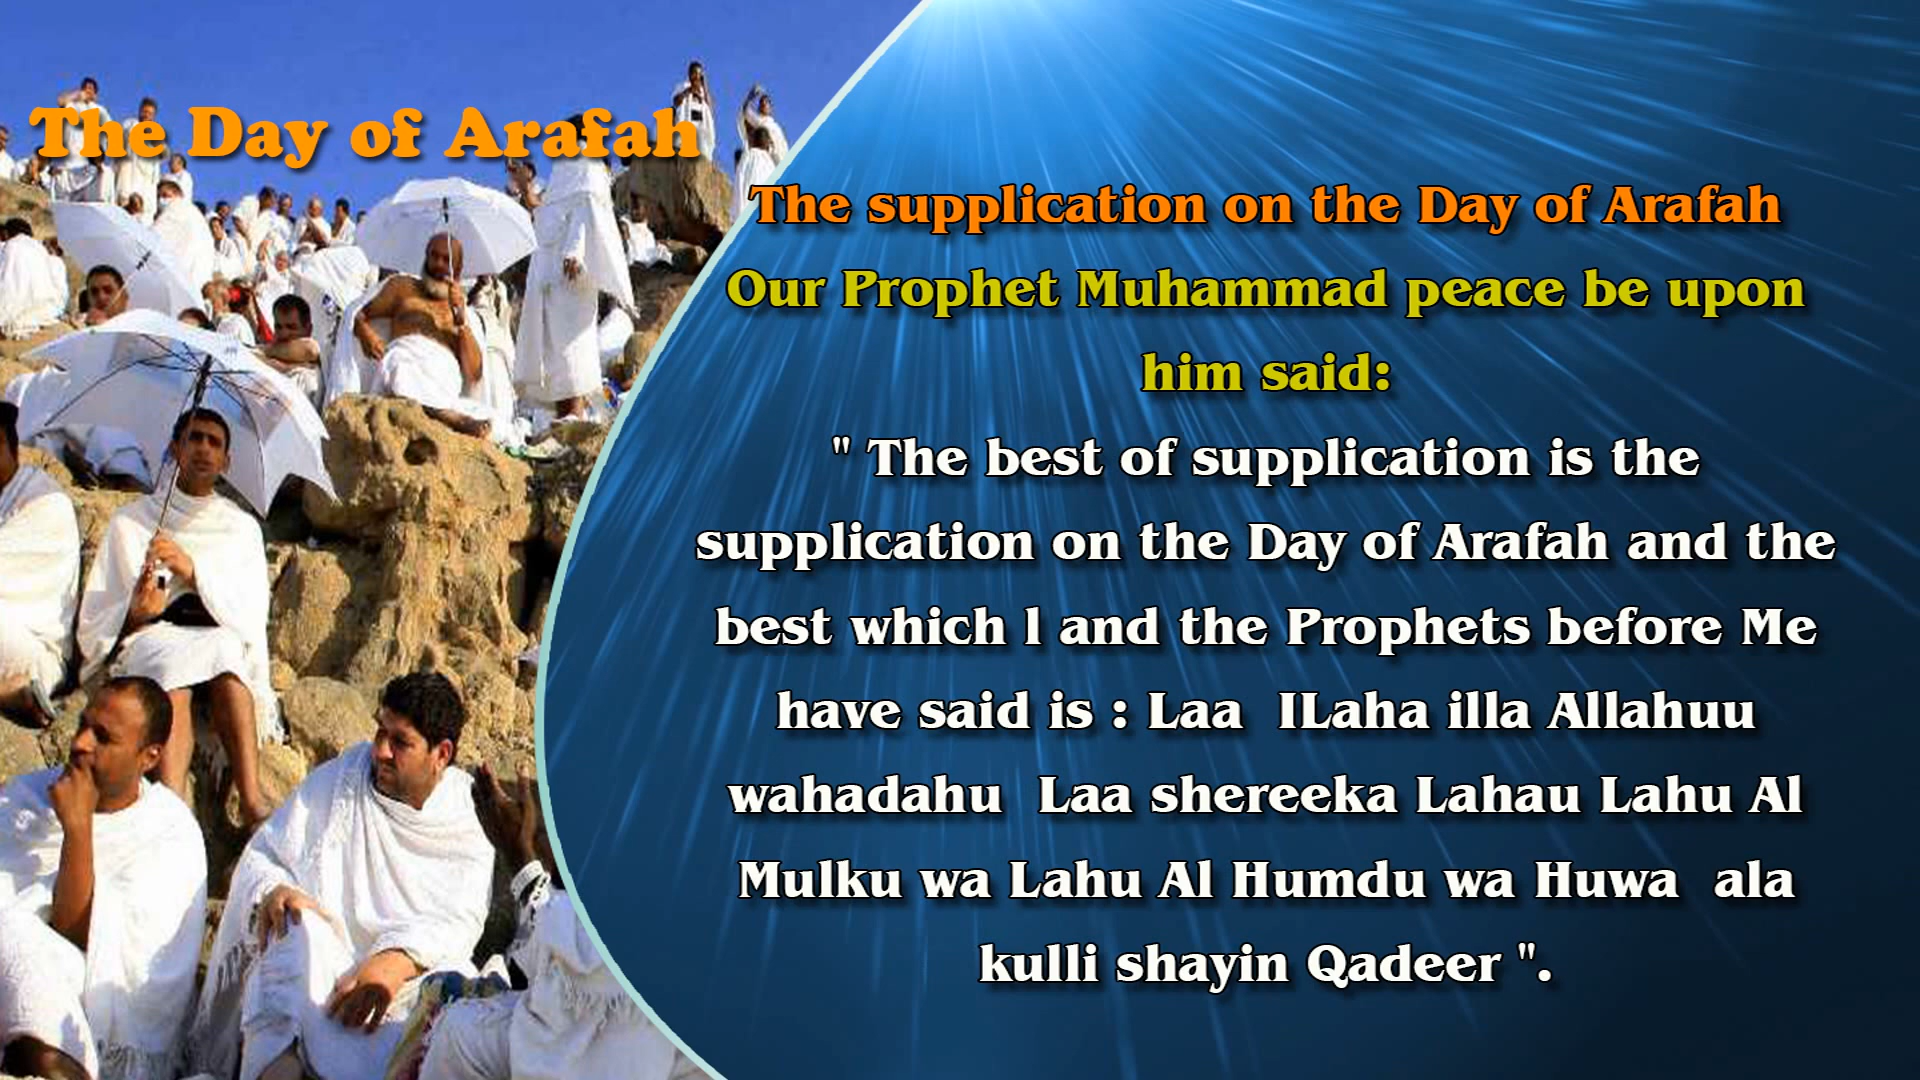 The Day of Arafah
The supplication on the Day of Arafah
Our Prophet Muhammad peace be upon
him said:
" The best of supplication is the
supplication on the Day of Arafah and the
best which l and the Prophets before Me
have said is : Laa ILaha illa Allahuu
wahadahu Laa shereeka Lahau Lahu Al
Mulku wa Lahu Al Humdu wa Huwa ala
kulli shayin Qadeer ".